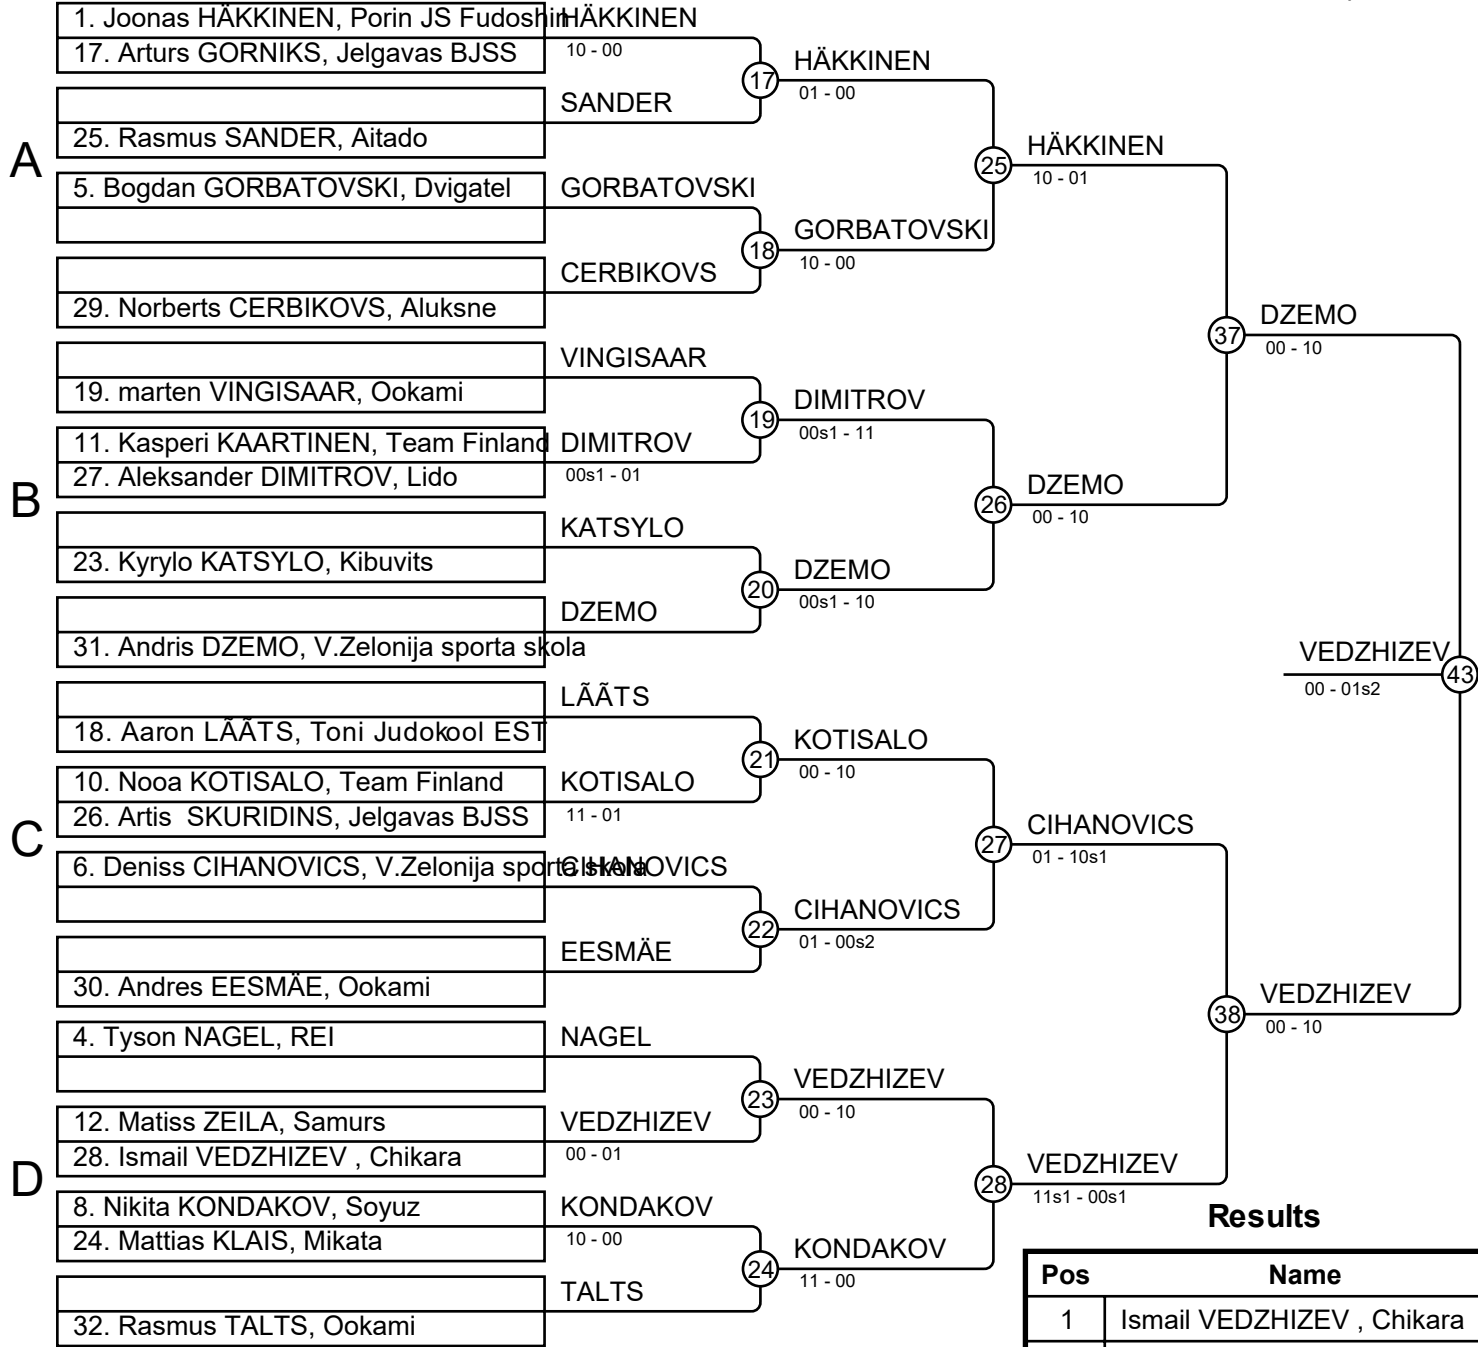 1. Joonas HÄKKINEN, Porin JS Fudoshin
17. Arturs GORNIKS, Jelgavas BJSS
25. Rasmus SANDER, Aitado
A
5. Bogdan GORBATOVSKI, Dvigatel
29. Norberts CERBIKOVS, Aluksne
19. marten VINGISAAR, Ookami
11. Kasperi KAARTINEN, Team Finland
27. Aleksander DIMITROV, Lido
B
23. Kyrylo KATSYLO, Kibuvits
31. Andris DZEMO, V.Zelonija sporta skola
18. Aaron LÃÃTS, Toni Judokool EST
10. Nooa KOTISALO, Team Finland
26. Artis  SKURIDINS, Jelgavas BJSS
C
6. Deniss CIHANOVICS, V.Zelonija sporta skola
30. Andres EESMÄE, Ookami
4. Tyson NAGEL, REI
12. Matiss ZEILA, Samurs
28. Ismail VEDZHIZEV , Chikara
D
8. Nikita KONDAKOV, Soyuz
24. Mattias KLAIS, Mikata
32. Rasmus TALTS, Ookami
HÄKKINEN
10 - 00
SANDER
GORBATOVSKI
CERBIKOVS
VINGISAAR
DIMITROV
00s1 - 01
KATSYLO
DZEMO
LÃÃTS
KOTISALO
11 - 01
CIHANOVICS
EESMÄE
NAGEL
VEDZHIZEV
00 - 01
KONDAKOV
10 - 00
TALTS
17
HÄKKINEN
01 - 00
18
GORBATOVSKI
10 - 00
19
DIMITROV
00s1 - 11
20
DZEMO
00s1 - 10
21
KOTISALO
00 - 10
22
CIHANOVICS
01 - 00s2
23
VEDZHIZEV
00 - 10
24
KONDAKOV
11 - 00
25
HÄKKINEN
10 - 01
26
DZEMO
00 - 10
27
CIHANOVICS
01 - 10s1
28
VEDZHIZEV
11s1 - 00s1
37
DZEMO
00 - 10
38
VEDZHIZEV
00 - 10
VEDZHIZEV
43
00 - 01s2
Results
Pos Name
1 Ismail VEDZHIZEV , Chikara